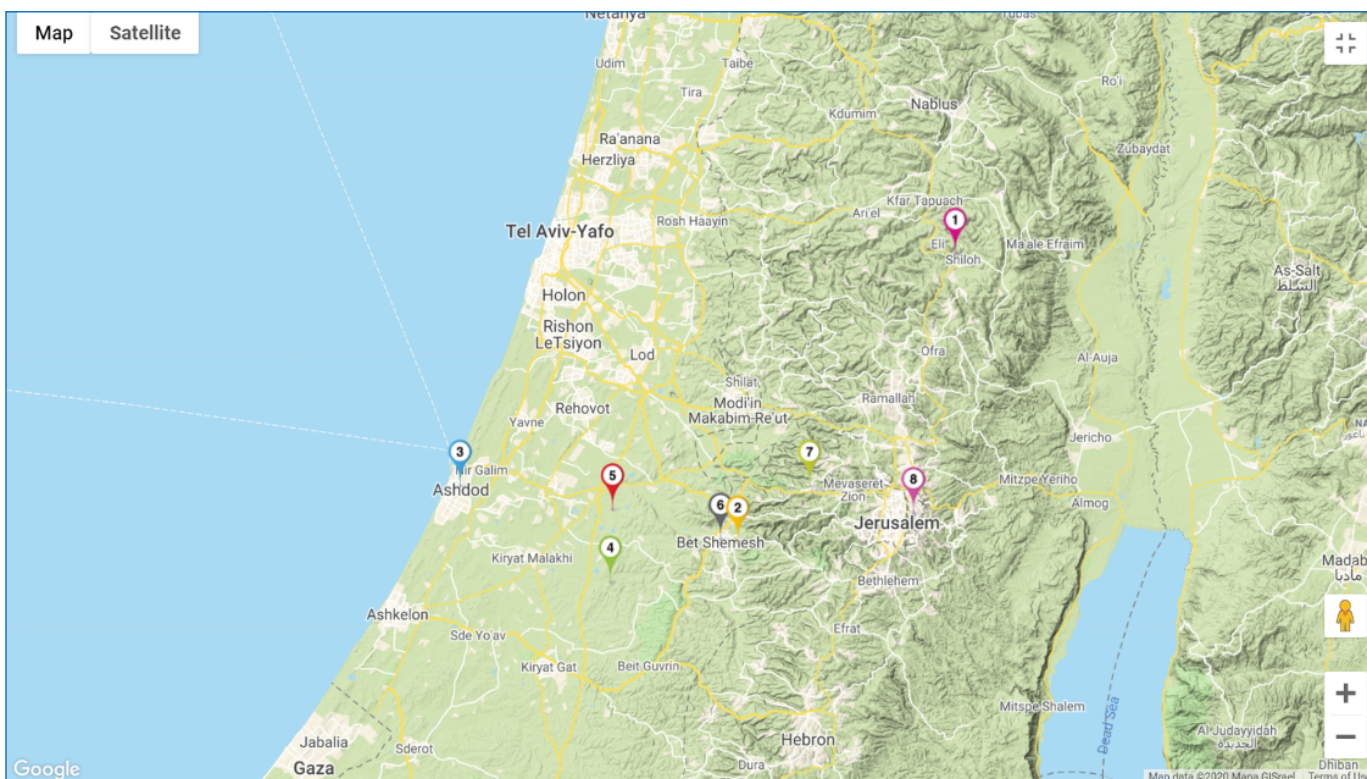 Map
Satellite
Netanya
Tubas
Udim
Taibe
Tira
Ro'i
Nablus
Kdumim
Ra'anana
Zubaydat
Herzliya
Kfar Tapuach
Ari'el
1
Rosh Haayin
Tel Aviv-Yafo
Eli
Ma'ale Efraim
Shiloh
As-Salt
السلط
Holon
Rishon
LeTsiyon
Lod
Ofra
Al Auja
Shilat
Ramallah
Modi'in
Makabim-Re'ut
Rehovot
Yavne
Jericho
3
7
Nir Galim
5
8
Mevaseret
Zion
Mitzpe Yeriho
Ashdod
Almog
6
2
Jerusalem
Bet Shemesh
4
Kiryat Malakhi
Madab
مادبا
Bethlehem
Ashkelon
Efrat
Sde Yo'av
Kiryat Gat
Beit Guvrin
Mitspe Shalem
Dead Sea
Al Judayyidah
الجديدة
Jabalia
Sderot
Hebron
Gaza
Dura
Dhiban
Google
Map data ©2020 Mapa GISrael
Terms of Us